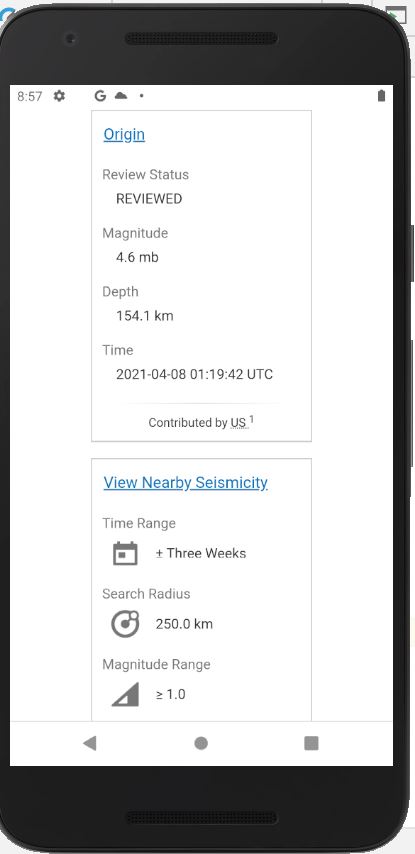 8:57 G
Origin
Review Status
REVIEWED
Magnitude
4.6 mb
Depth
154.1 km
Time
2021-04-08 01:19:42 UTC
Contributed by US 1
View Nearby Seismicity
Time Range
± Three Weeks
Search Radius
250.0 km
Magnitude Range
≥ 1.0